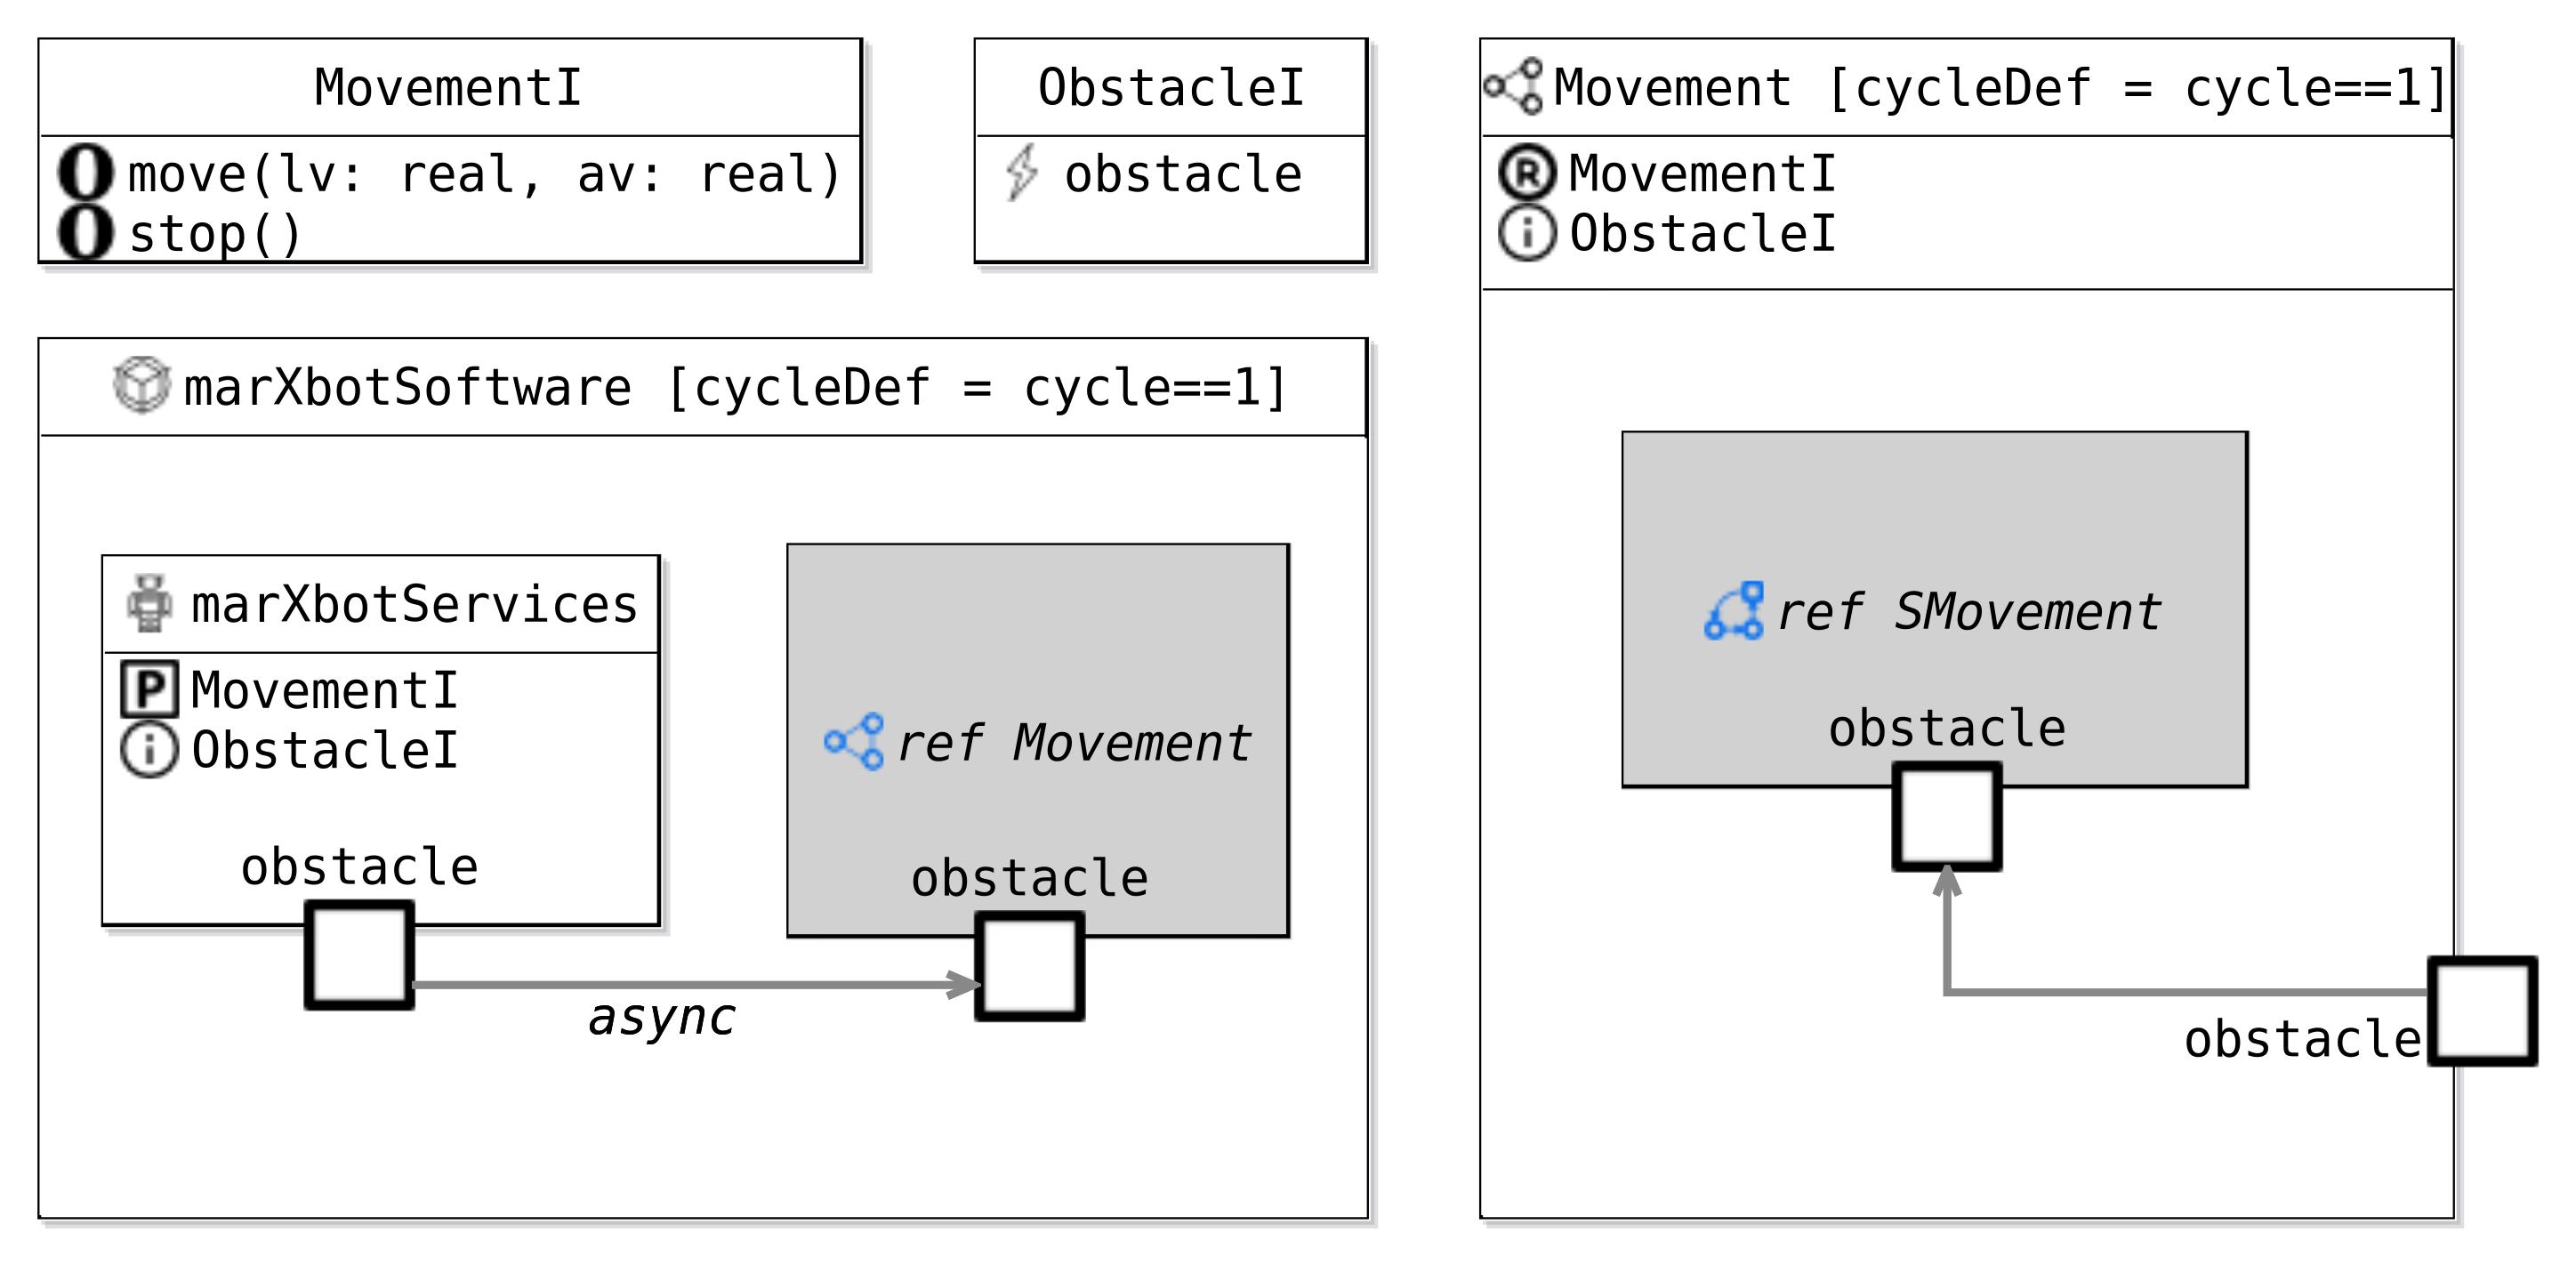 MovementI
O move(lv: real, av: real)
O stop()
ObstacleI
obstacle
Movement [cycleDef = cycle==1]
R MovementI
i ObstacleI
ref SMovement
obstacle
obstacle
marXbotSoftware [cycleDef = cycle==1]
marXbotServices
P MovementI
i ObstacleI
obstacle
ref Movement
obstacle
async